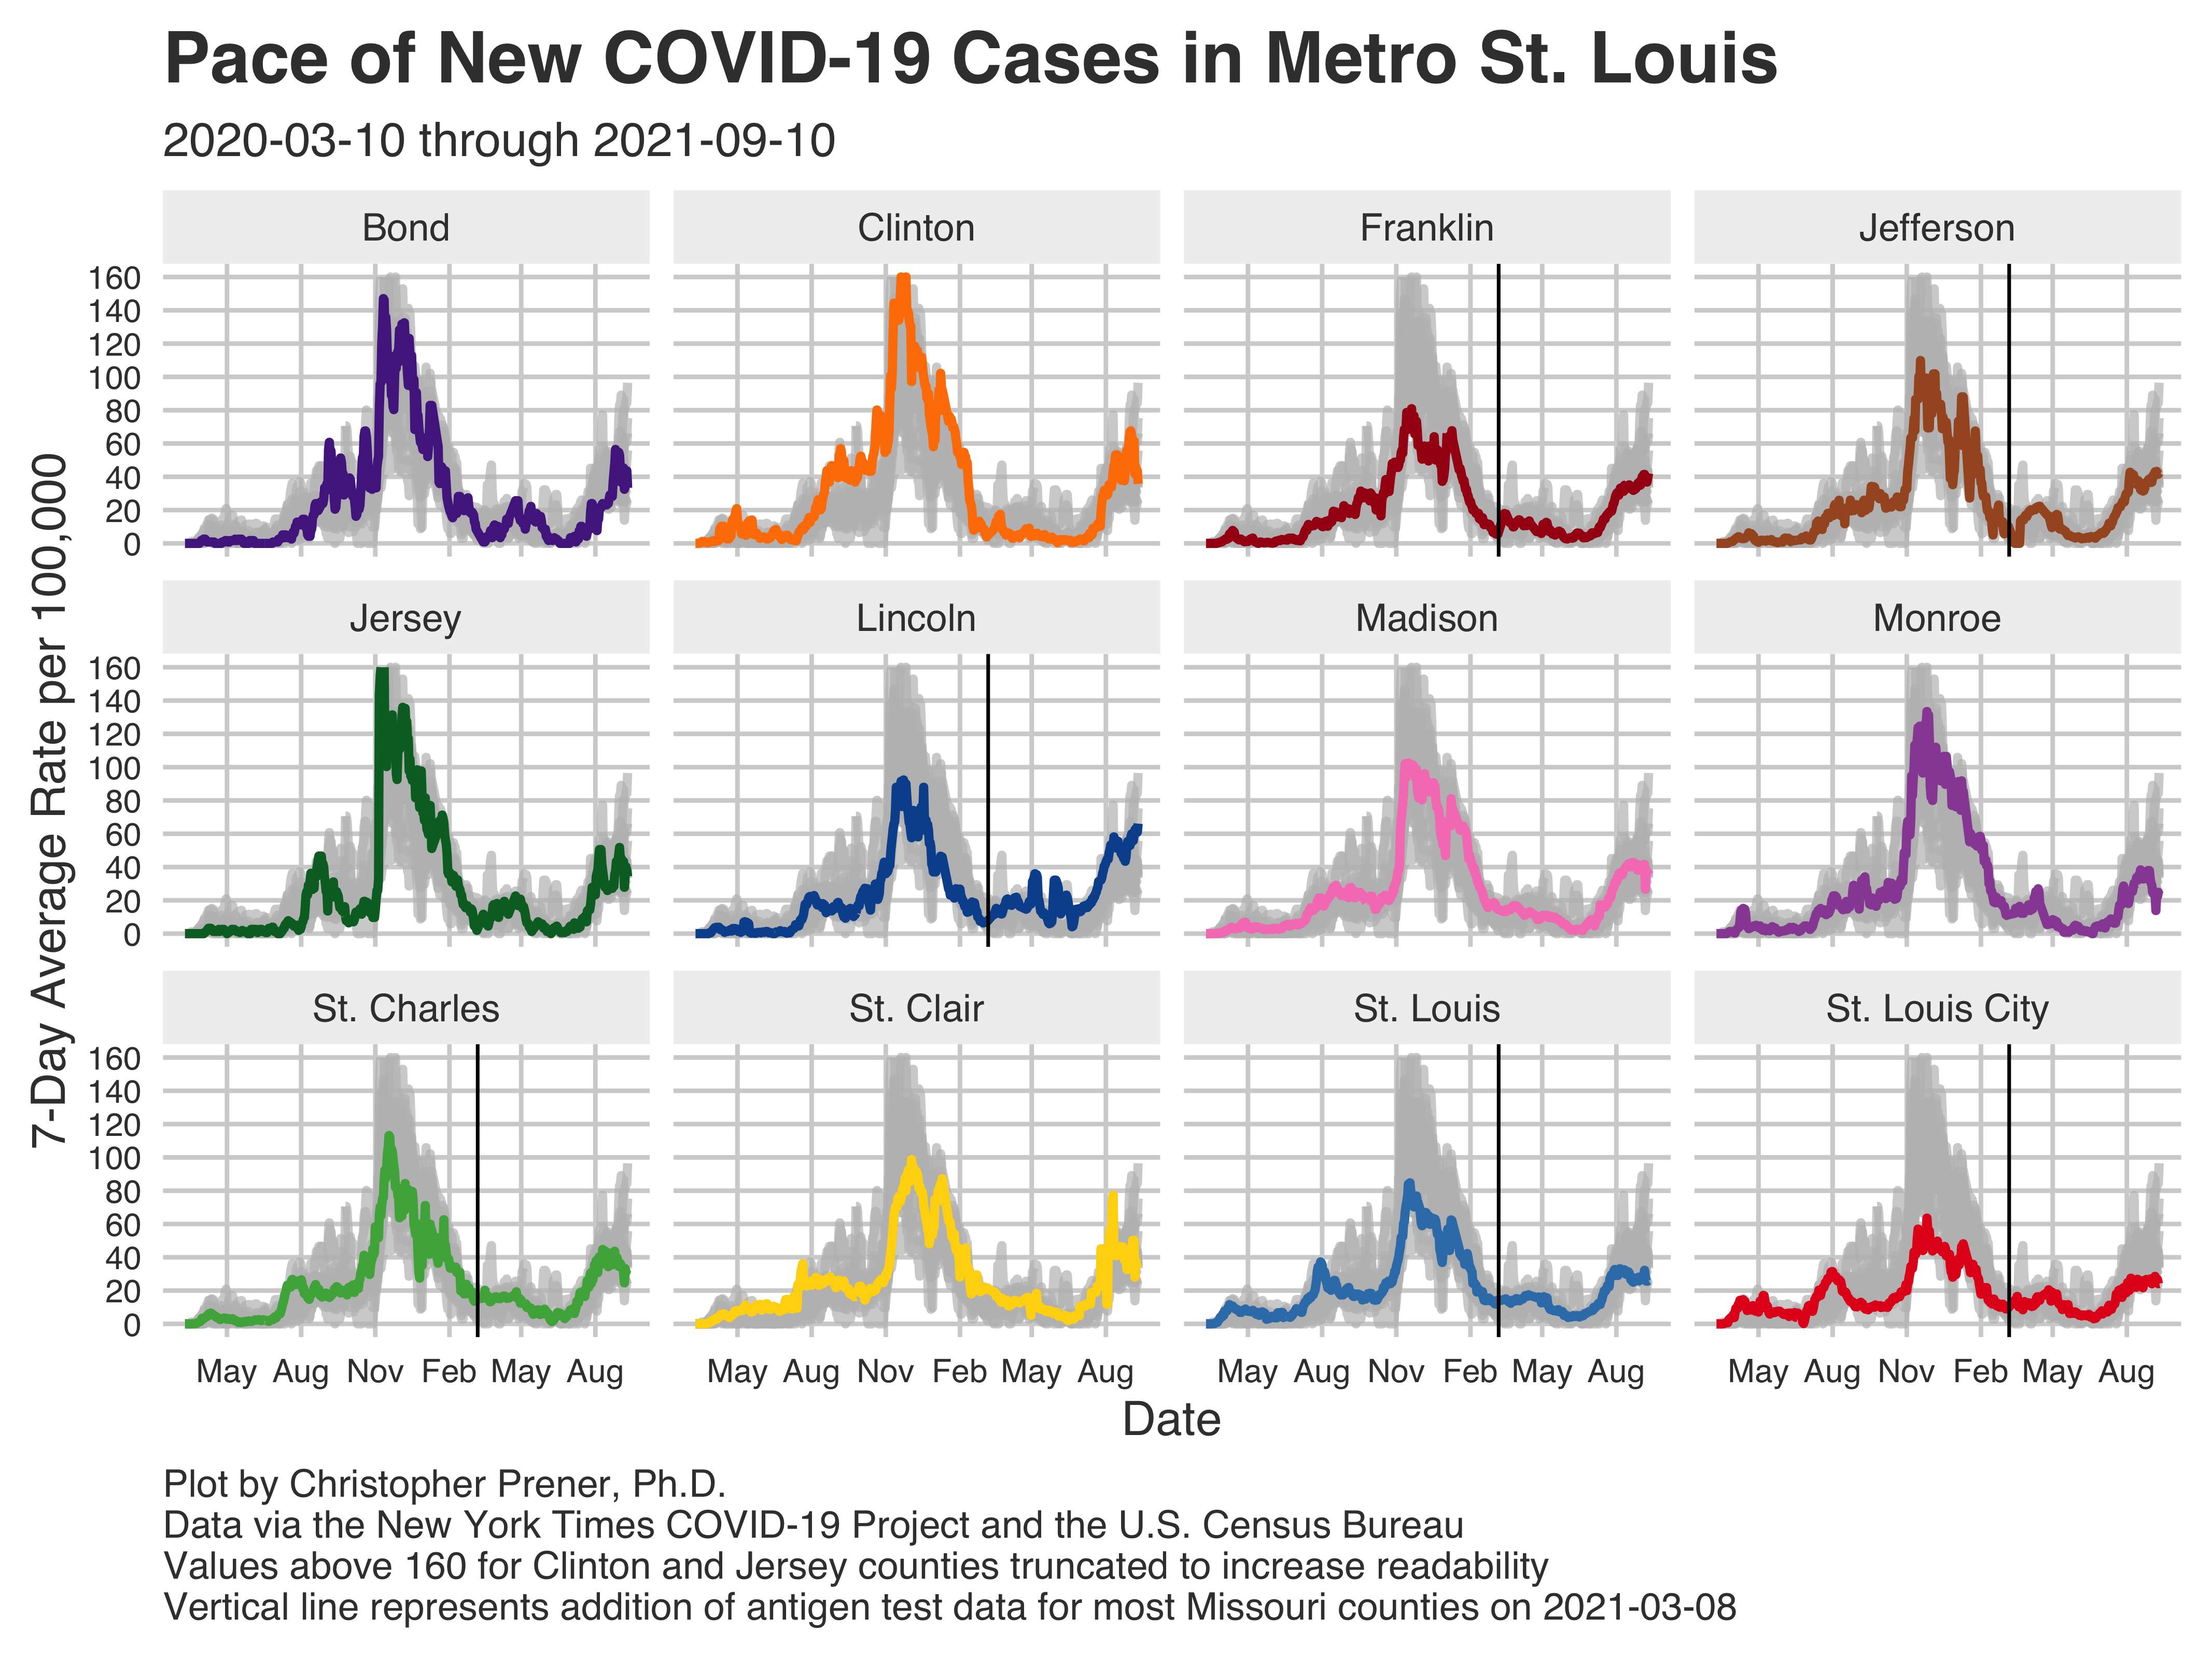 Pace of New COVID-19 Cases in Metro St. Louis
2020-03-10 through 2021-09-10
7-Day Average Rate per 100,000
Bond
Clinton
Franklin
Jefferson
160
140
120
100
80
60
40
20
0
Jersey
Lincoln
Madison
Monroe
160
140
120
100
80
60
40
20
0
St. Charles
St. Clair
St. Louis
St. Louis City
160
140
120
100
80
60
40
20
0
May Aug Nov Feb May Aug
May Aug Nov Feb May Aug
May Aug Nov Feb May Aug
May Aug Nov Feb May Aug
Date
Plot by Christopher Prener, Ph.D.
Data via the New York Times COVID-19 Project and the U.S. Census Bureau
Values above 160 for Clinton and Jersey counties truncated to increase readability
Vertical line represents addition of antigen test data for most Missouri counties on 2021-03-08